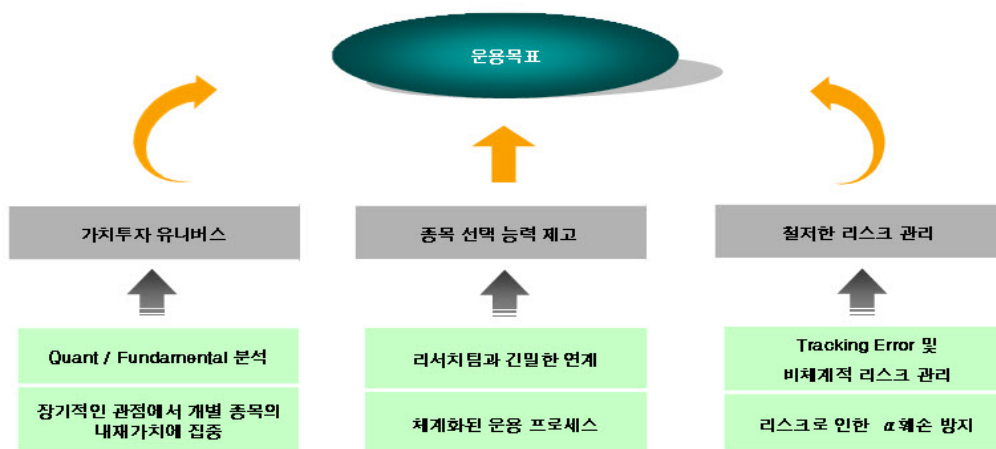 운용목표
가치투자 유니버스
종목 선택 능력 제고
철저한 리스크 관리
Quant / Fundamental 분석
리서치팀과 긴밀한 연계
Tracking Error 및
비체계적 리스크 관리
장기적인 관점에서 개별 종목의
내재가치에 집중
체계화된 운용 프로세스
리스크로 인한 α훼손 방지